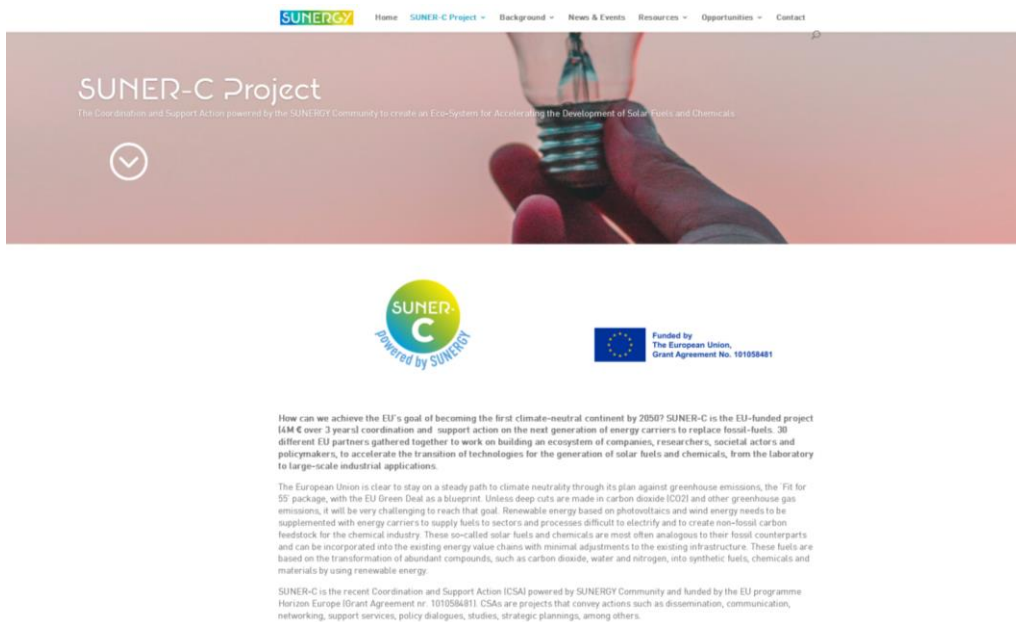 SUNERGY Home SUNER-C Project Background News & Events Resources Opportunities Contact
SUNER-C Project
The Coordination and Support Action powered by the SUNERGY Community to create an Eco-System for Accelerating the Development of Solar Fuels and Chemicals
SUNER-
C
powered by SUNERGY
Funded by
The European Union,
Grant Agreement No. 101058481
How can we achieve the EU's goal of becoming the first climate-neutral continent by 2050? SUNER-C is the EU-funded project
(4M € over 3 years) coordination and support action on the next generation of energy carriers to replace fossil-fuels. 30
different EU partners gathered together to work on building an ecosystem of companies, researchers, societal actors and
policymakers, to accelerate the transition of technologies for the generation of solar fuels and chemicals, from the laboratory
to large-scale industrial applications.
The European Union is clear to stay on a steady path to climate neutrality through its plan against greenhouse emissions, the 'Fit for
55' package, with the EU Green Deal as a blueprint. Unless deep cuts are made in carbon dioxide (CO2) and other greenhouse gas
emissions, it will be very challenging to reach that goal. Renewable energy based on photovoltaics and wind energy needs to be
supplemented with energy carriers to supply fuels to sectors and processes difficult to electrify and to create non-fossil carbon
feedstock for the chemical industry. These so-called solar fuels and chemicals are most often analogous to their fossil counterparts
and can be incorporated into the existing energy value chains with minimal adjustments to the existing infrastructure. These fuels are
based on the transformation of abundant compounds, such as carbon dioxide, water and nitrogen, into synthetic fuels, chemicals and
materials by using renewable energy.
SUNER-C is the recent Coordination and Support Action (CSA) powered by SUNERGY Community and funded by the EU programme
Horizon Europe (Grant Agreement nr. 101058481). CSAs are projects that convey actions such as dissemination, communication,
networking, support services, policy dialogues, studies, strategic plannings, among others.